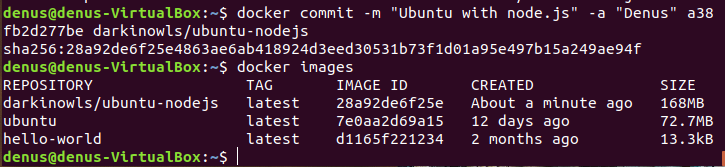 denus@denus-VirtualBox:~$ docker commit -m "Ubuntu with node.js" -a "Denus" a38
fb2d277be darkinowls/ubuntu-nodejs
sha256:28a92de6f25e4863ae6ab418924d3eed30531b73f1d01a95e497b15a249ae94f
denus@denus-VirtualBox:~$ docker images
REPOSITORY TAG IMAGE ID CREATED SIZE
darkinowls/ubuntu-nodejs latest 28a92de6f25e About a minute ago 168MB
ubuntu latest 7e0aa2d69a15 12 days ago 72.7MB
hello-world latest d1165f221234 2 months ago 13.3kB
denus@denus-VirtualBox:~$